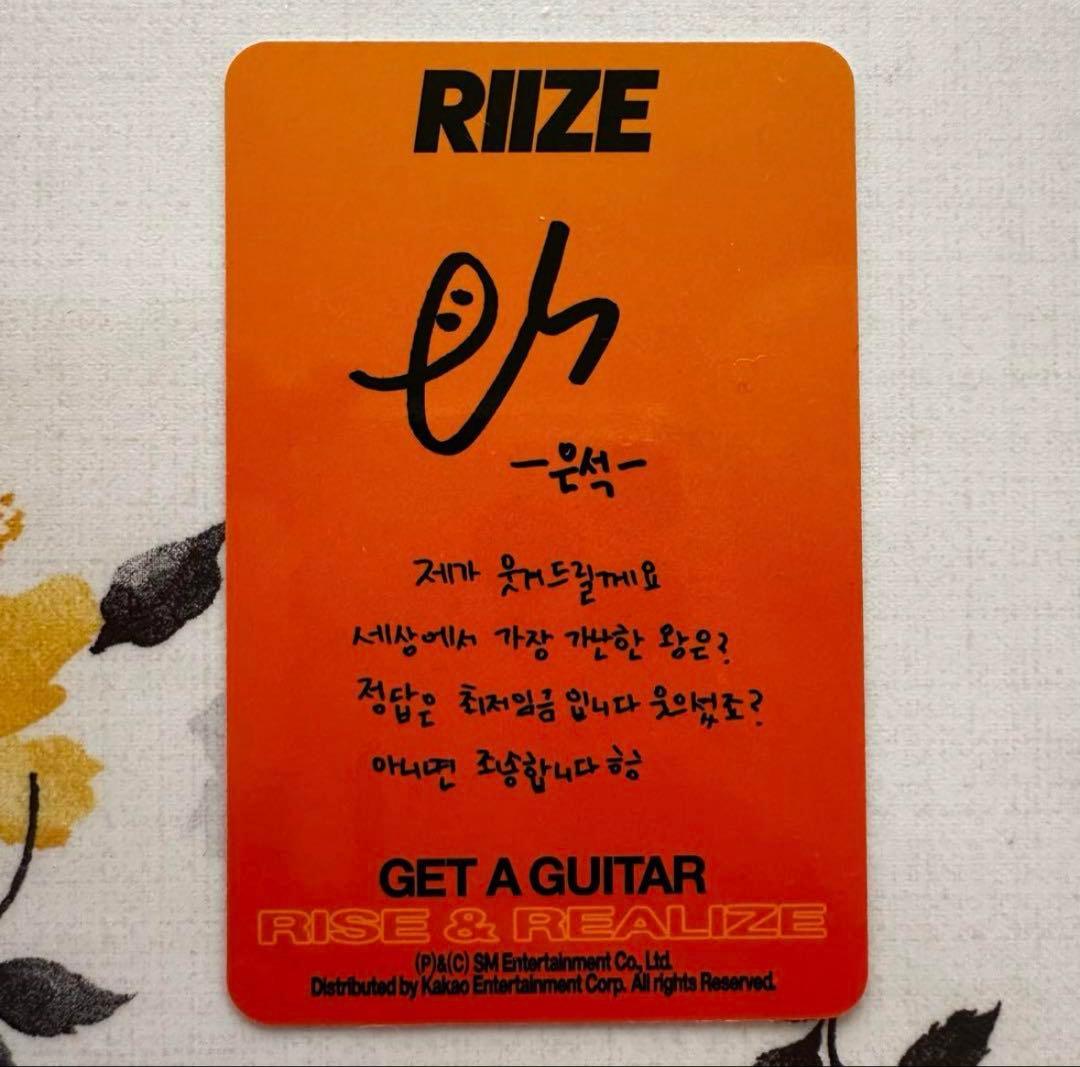 RIIZE
-은석-
제가 웃겨드릴께요
세상에서 가장 가난한 왕은?
정답은 최저임금 입니다 웃으셨죠?
아니면 죄송합니다 허허
GET A GUITAR
RISE & REALIZE
(P)&(C) SM Entertainment Co., Ltd.
Distributed by Kakao Entertainment Corp. All rights Reserved.